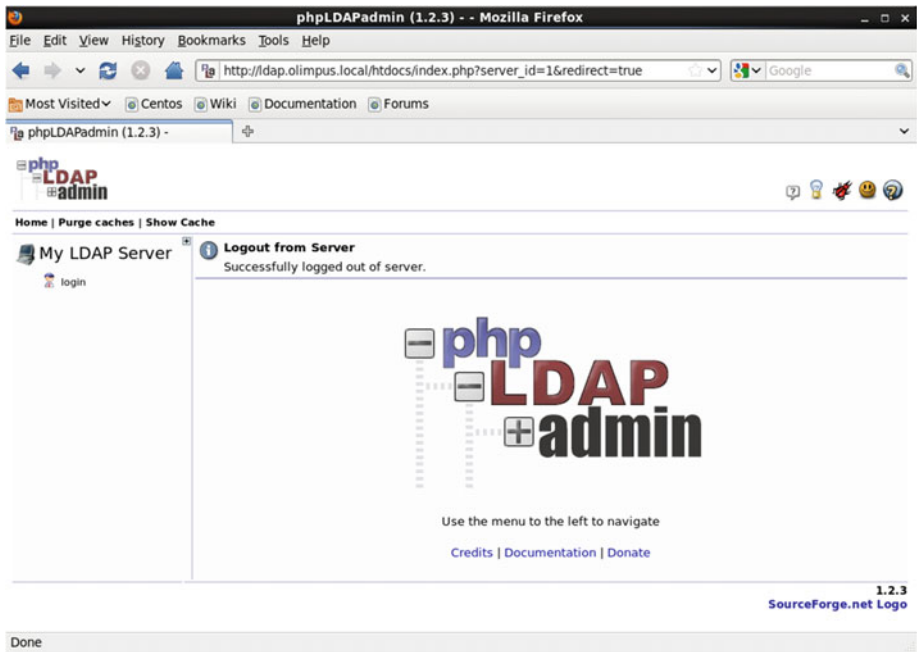 phpLDAPadmin (1.2.3) - - Mozilla Firefox
File Edit View History Bookmarks Tools Help
http://ldap.olimpus.local/htdocs/index.php?server_id=1&redirect=true
Google
Most Visited Centos Wiki Documentation Forums
phpLDAPadmin (1.2.3) -
php
LDAP
admin
Home | Purge caches | Show Cache
My LDAP Server
login
Logout from Server
Successfully logged out of server.
php
LDAP
admin
Use the menu to the left to navigate
Credits | Documentation | Donate
1.2.3
SourceForge.net Logo
Done